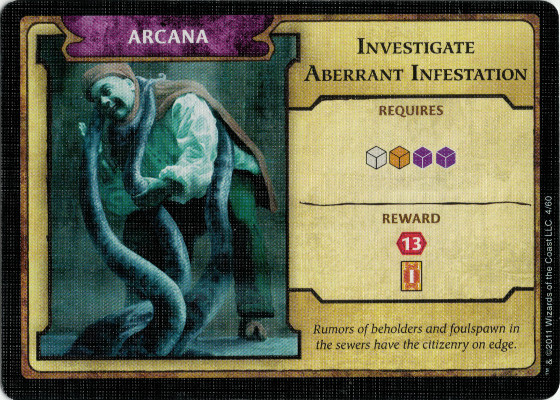 ARCANA
INVESTIGATE
ABERRANT INFESTATION
REQUIRES
REWARD
13
Rumors of beholders and foulspawn in
the sewers have the citizenry on edge.
™ & ©2011 Wizards of the Coast LLC 4/60